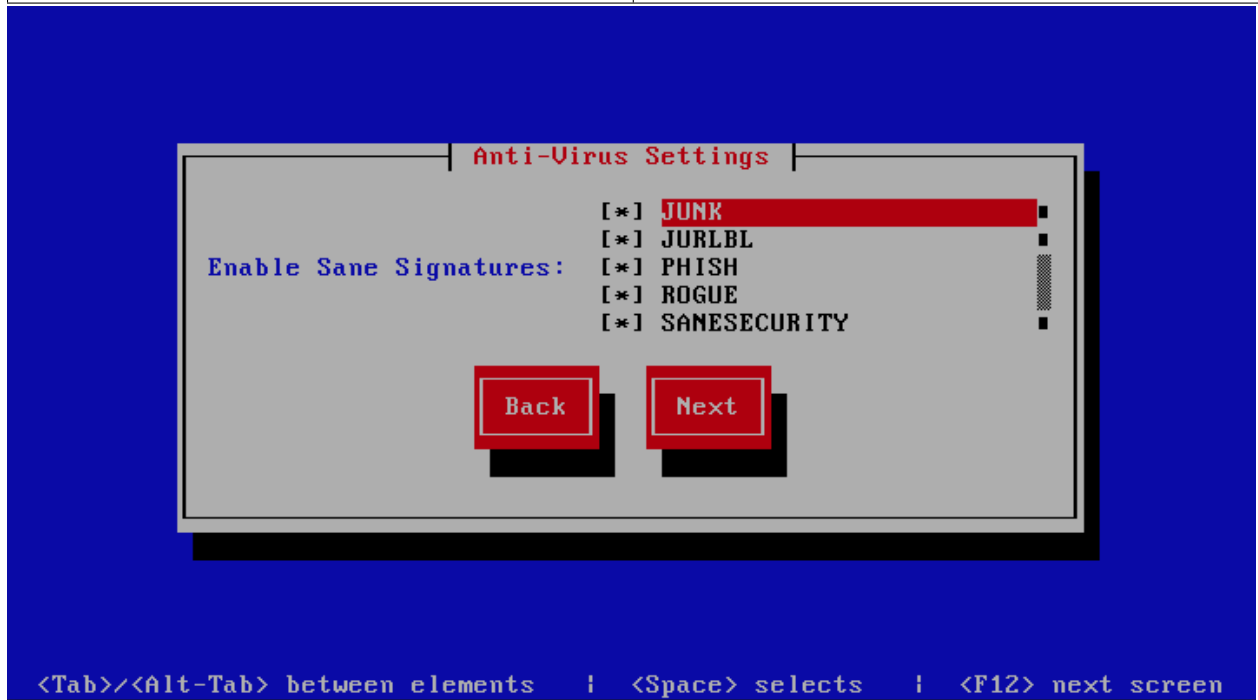 Anti-Virus Settings
[*] JUNK
[*] JURLBL
Enable Sane Signatures: [*] PHISH
[*] ROGUE
[*] SANESECURITY
Back Next
<Tab>/<Alt-Tab> between elements | <Space> selects | <F12> next screen